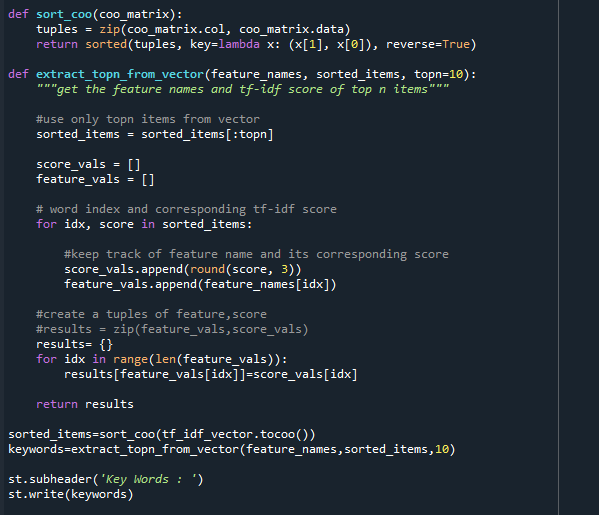 def sort_coo(coo_matrix):
    tuples = zip(coo_matrix.col, coo_matrix.data)
    return sorted(tuples, key=lambda x: (x[1], x[0]), reverse=True)

def extract_topn_from_vector(feature_names, sorted_items, topn=10):
    """get the feature names and tf-idf score of top n items"""

    #use only topn items from vector
    sorted_items = sorted_items[:topn]

    score_vals = []
    feature_vals = []

    # word index and corresponding tf-idf score
    for idx, score in sorted_items:

        #keep track of feature name and its corresponding score
        score_vals.append(round(score, 3))
        feature_vals.append(feature_names[idx])

    #create a tuples of feature,score
    #results = zip(feature_vals,score_vals)
    results= {}
    for idx in range(len(feature_vals)):
        results[feature_vals[idx]]=score_vals[idx]

    return results

sorted_items=sort_coo(tf_idf_vector.tocoo())
keywords=extract_topn_from_vector(feature_names,sorted_items,10)

st.subheader('Key Words : ')
st.write(keywords)